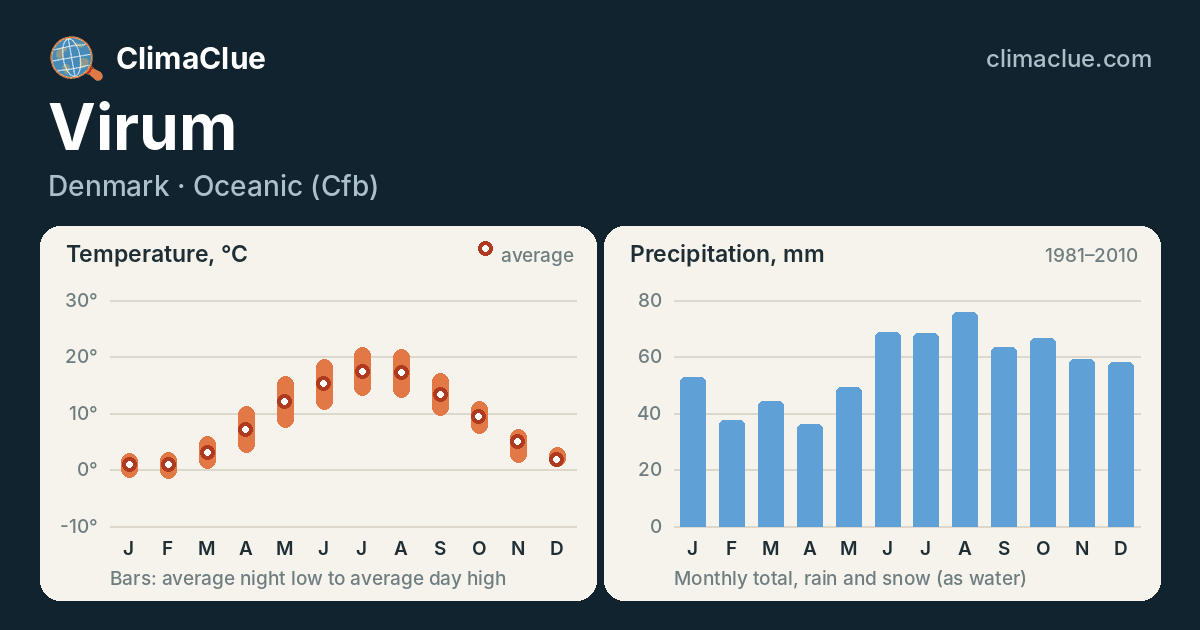 ClimaClue
climaclue.com
Virum
Denmark · Oceanic (Cfb)
Temperature, °C
average
30°
20°
10°
0°
-10°
J F M A M J J A S O N D
Bars: average night low to average day high
Precipitation, mm
1981–2010
80
60
40
20
0
J F M A M J J A S O N D
Monthly total, rain and snow (as water)